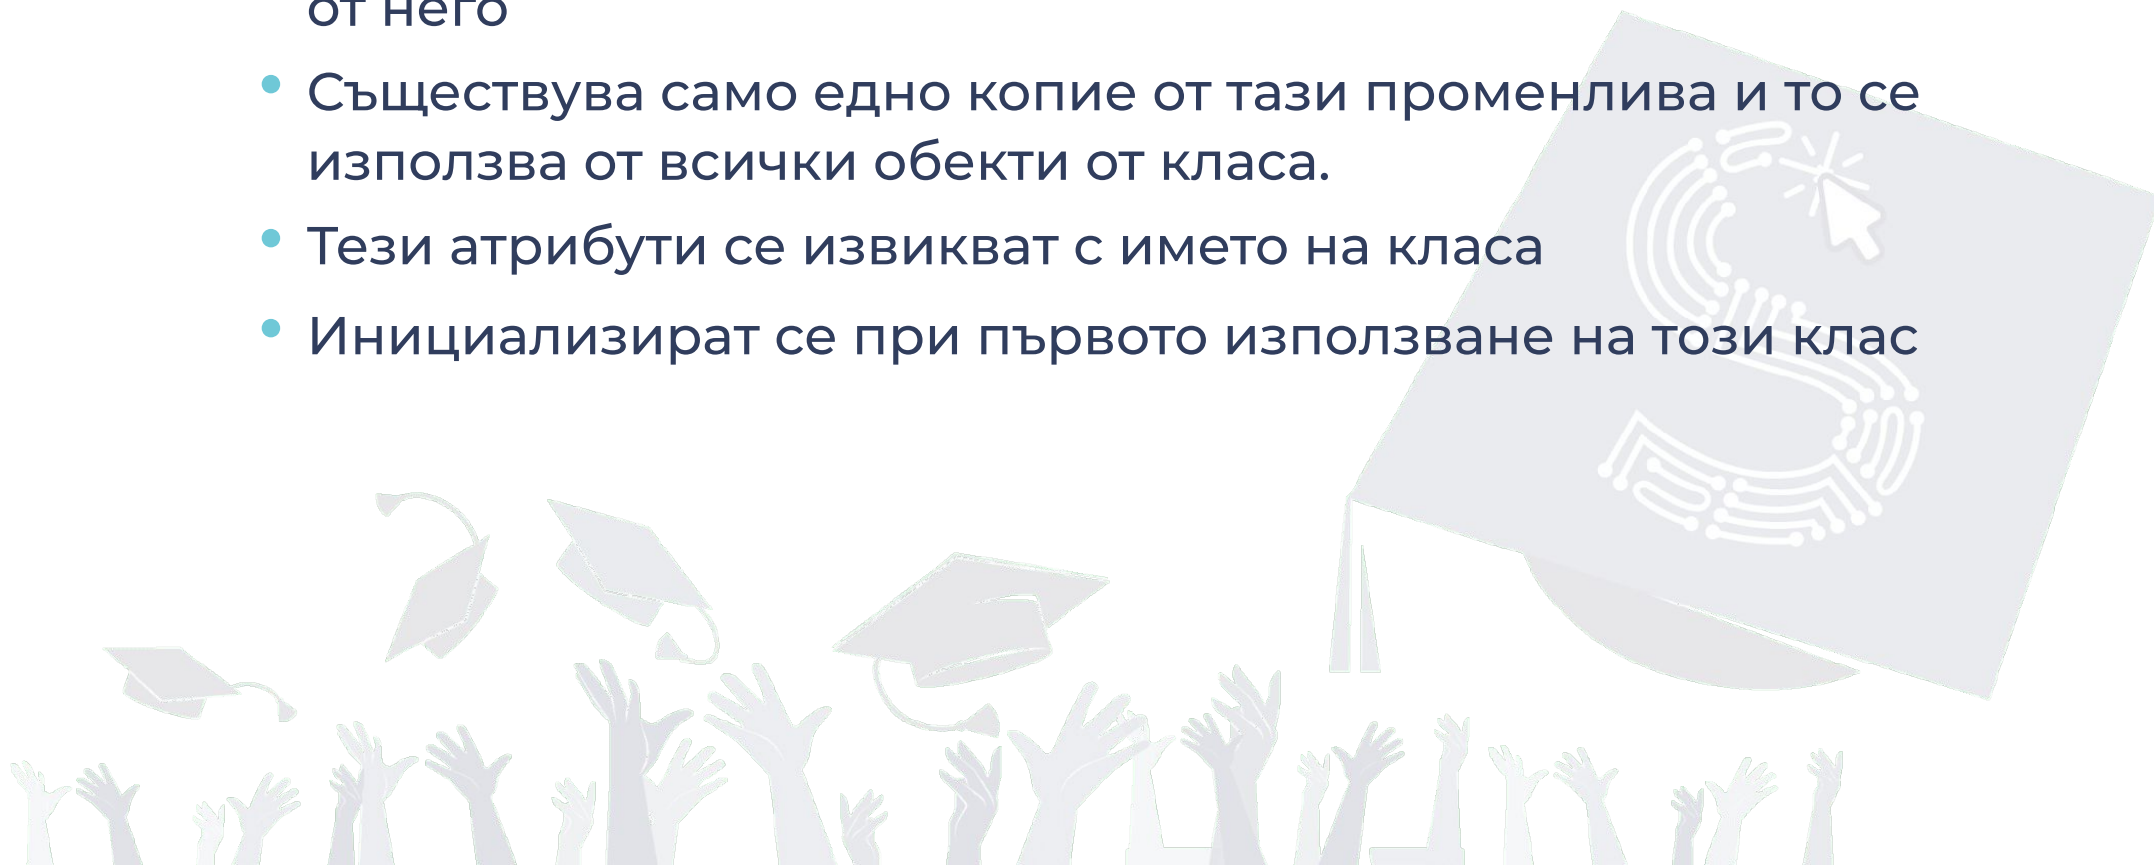 от него
• Съществува само едно копие от тази променлива и то се
използва от всички обекти от класа.
• Тези атрибути се извикват с името на класа
• Инициализират се при първото използване на този клас